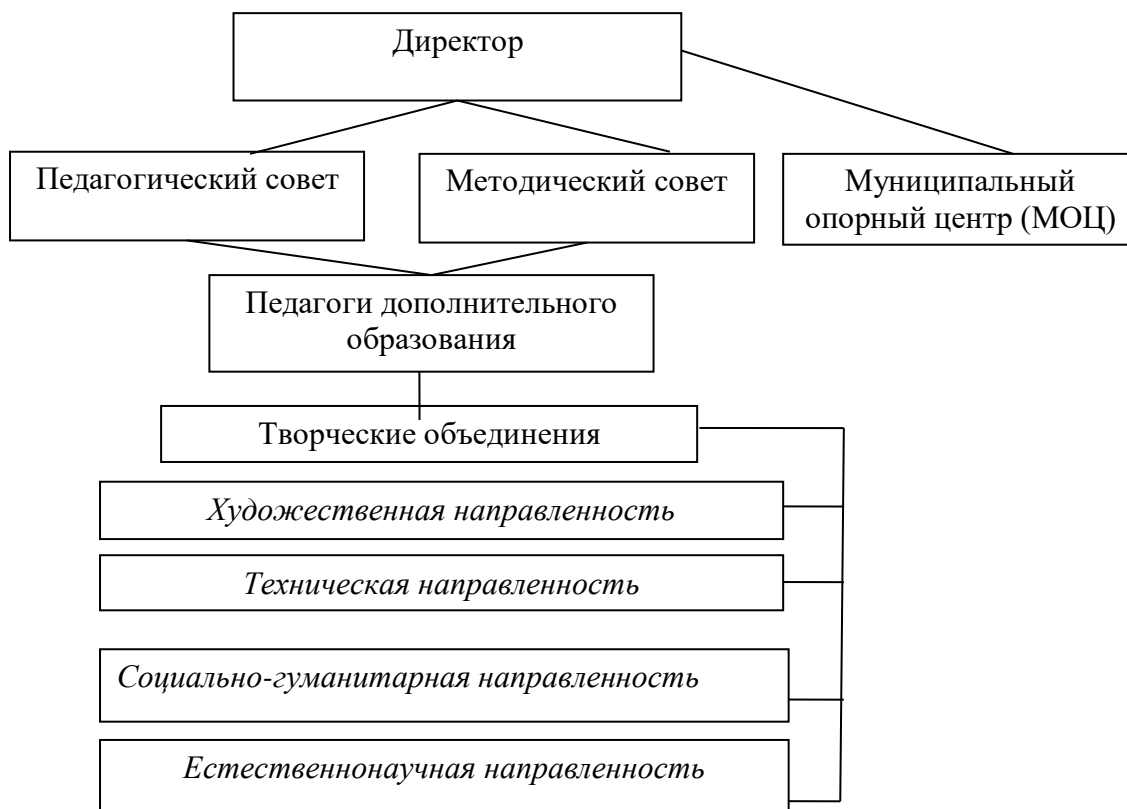 Директор
Педагогический совет
Методический совет
Муниципальный
опорный центр (МОЦ)
Педагоги дополнительного
образования
Творческие объединения
Художественная направленность
Техническая направленность
Социально-гуманитарная направленность
Естественнонаучная направленность